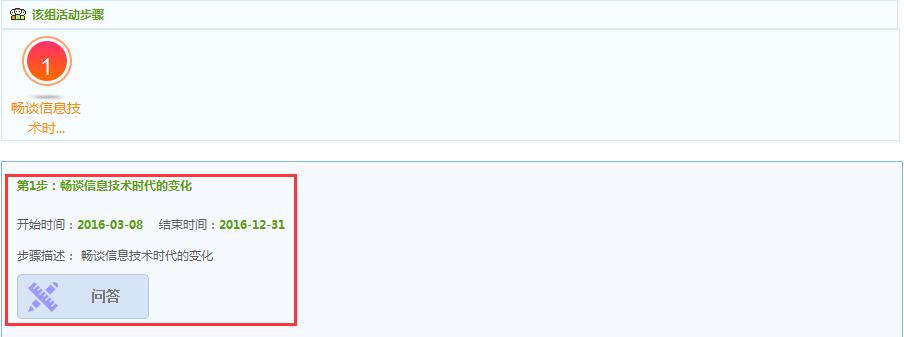 该组活动步骤
1
畅谈信息技
术时...
第1步：畅谈信息技术时代的变化
开始时间：2016-03-08 结束时间：2016-12-31
步骤描述： 畅谈信息技术时代的变化
问答